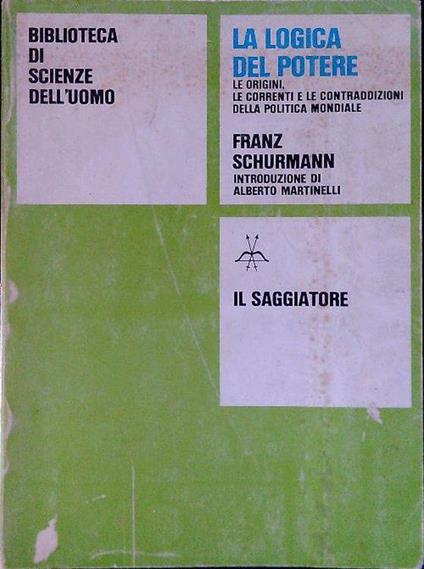 BIBLIOTECA
DI
SCIENZE
DELL'UOMO
LA LOGICA
DEL POTERE
LE ORIGINI,
LE CORRENTI E LE CONTRADDIZIONI
DELLA POLITICA MONDIALE
FRANZ
SCHURMANN
INTRODUZIONE DI
ALBERTO MARTINELLI
IL SAGGIATORE